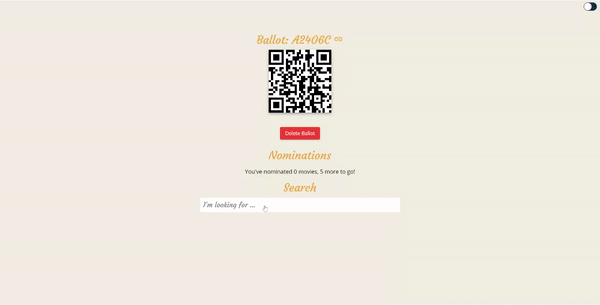 Ballot: A2406C
Delete Ballot
Nominations
You've nominated 0 movies, 5 more to go!
Search
I'm looking for ...